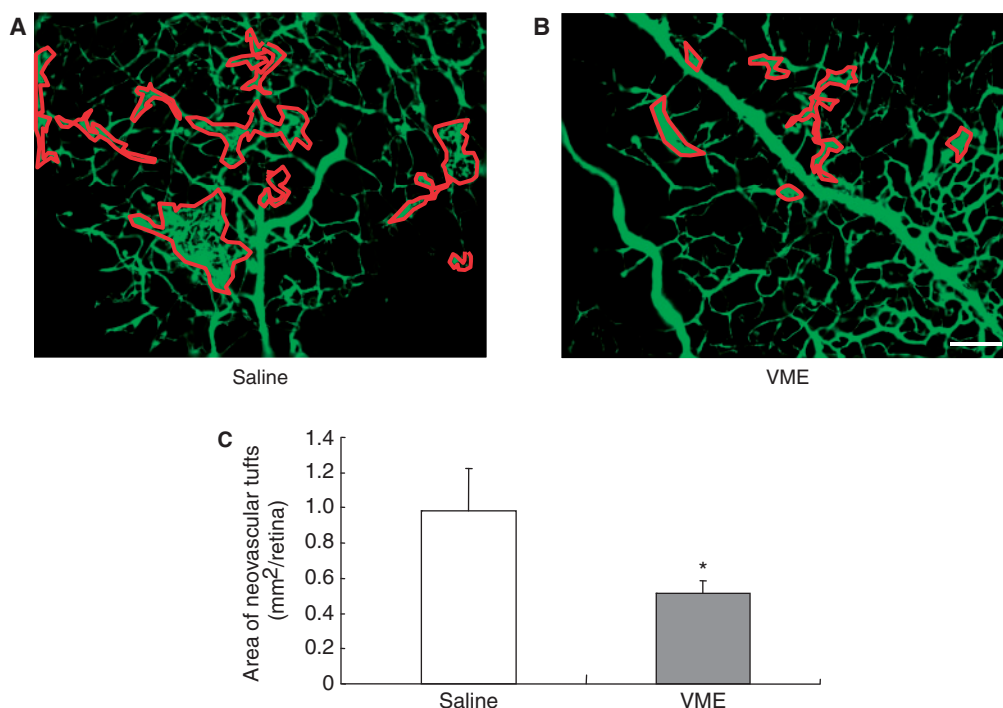 A
B
Saline
VME
C
Area of neovascular tufts
(mm²/retina)
1.4
1.2
1.0
0.8
0.6
0.4
0.2
0
*
Saline
VME